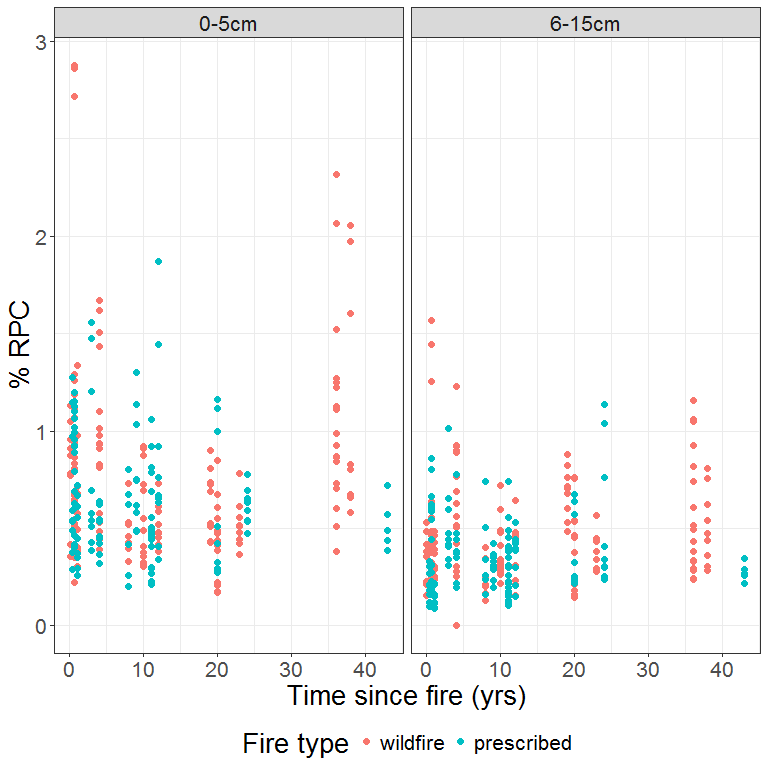 0-5cm 6-15cm
3
2
1
0
% RPC
0 10 20 30 40 0 10 20 30 40
Time since fire (yrs)
Fire type wildfire prescribed